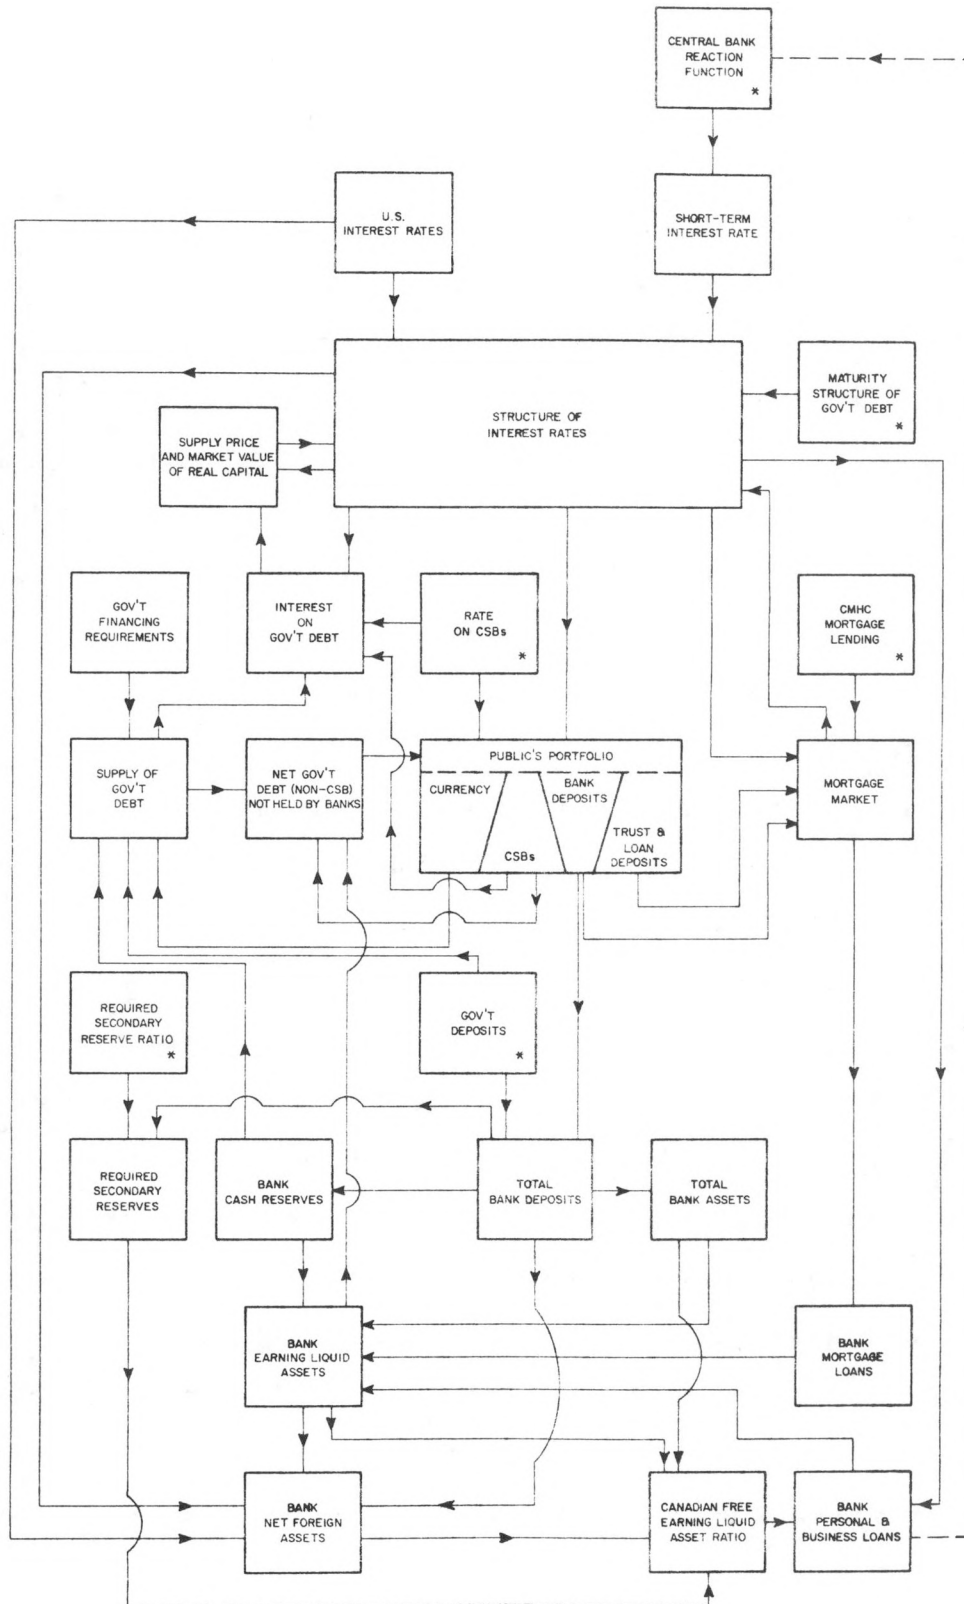 CENTRAL BANK
REACTION
FUNCTION
*
U.S.
INTEREST RATES
SHORT-TERM
INTEREST RATE
STRUCTURE OF
INTEREST RATES
MATURITY
STRUCTURE OF
GOV'T DEBT
*
SUPPLY PRICE
AND MARKET VALUE
OF REAL CAPITAL
GOV'T
FINANCING
REQUIREMENTS
INTEREST
ON
GOV'T DEBT
RATE
ON CSBs
*
CMHC
MORTGAGE
LENDING
*
SUPPLY OF
GOV'T
DEBT
NET GOV'T
DEBT (NON-CSB)
NOT HELD BY BANKS
PUBLIC'S PORTFOLIO
CURRENCY
CSBs
BANK
DEPOSITS
TRUST &
LOAN
DEPOSITS
MORTGAGE
MARKET
REQUIRED
SECONDARY
RESERVE RATIO
*
GOV'T
DEPOSITS
*
REQUIRED
SECONDARY
RESERVES
BANK
CASH RESERVES
TOTAL
BANK DEPOSITS
TOTAL
BANK ASSETS
BANK
EARNING LIQUID
ASSETS
BANK
MORTGAGE
LOANS
BANK
NET FOREIGN
ASSETS
CANADIAN FREE
EARNING LIQUID
ASSET RATIO
BANK
PERSONAL &
BUSINESS LOANS